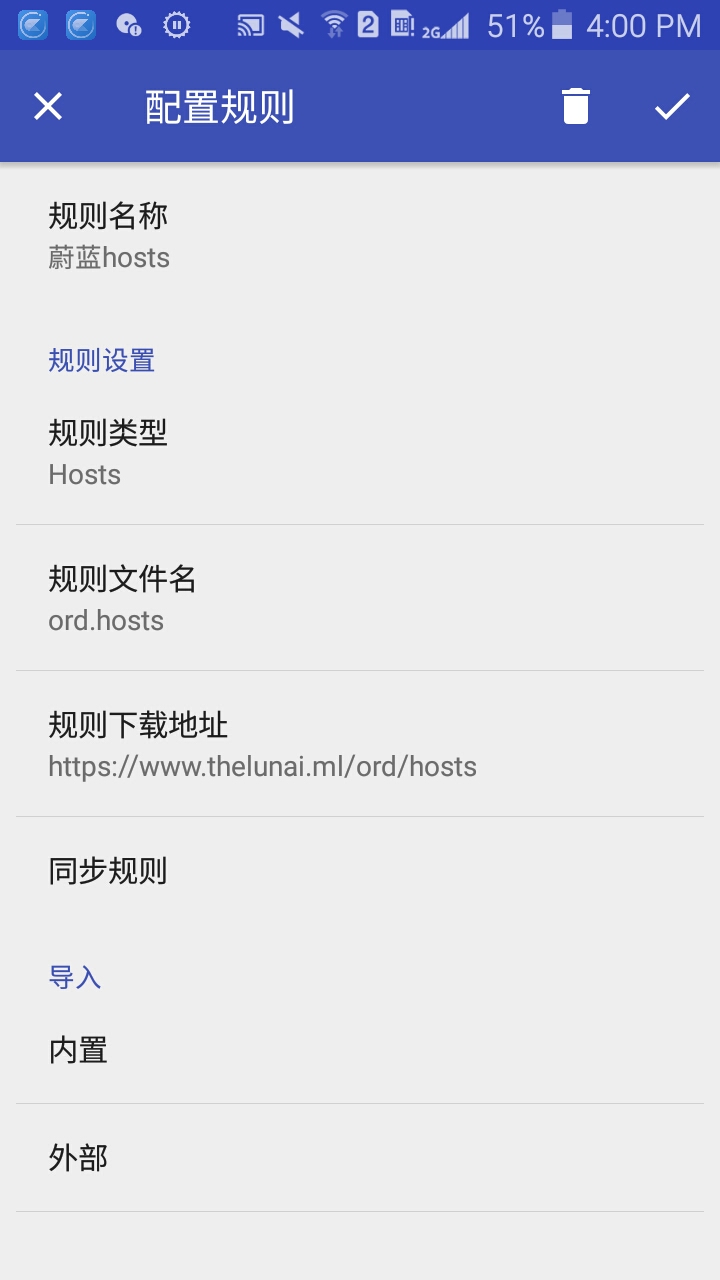 2 2G 51% 4:00 PM
配置规则
规则名称
蔚蓝hosts
规则设置
规则类型
Hosts
规则文件名
ord.hosts
规则下载地址
https://www.thelunai.ml/ord/hosts
同步规则
导入
内置
外部